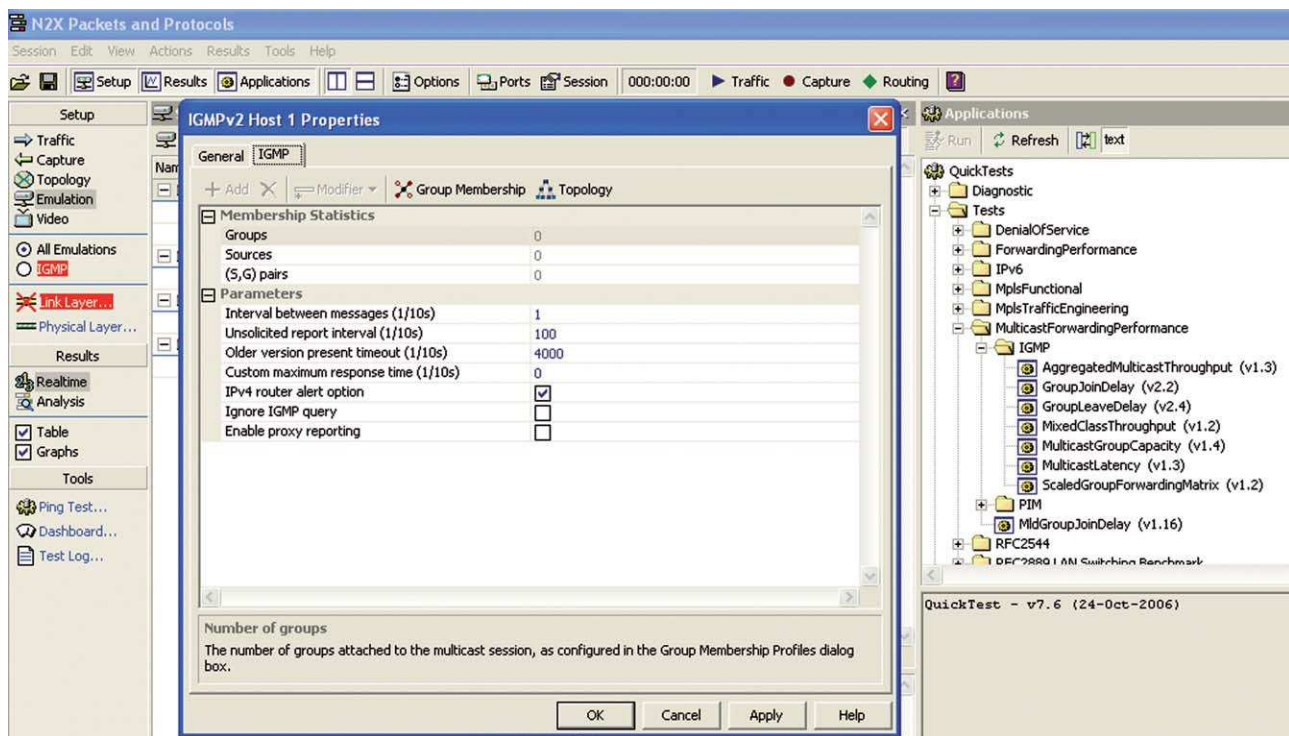 N2X Packets and Protocols
Session Edit View Actions Results Tools Help
Setup Results Applications Options Ports Session 000:00:00 Traffic Capture Routing
Setup
Traffic
Capture
Topology
Emulation
Video
All Emulations
IGMP
Link Layer...
Physical Layer...
Results
Realtime
Analysis
Table
Graphs
Tools
Ping Test...
Dashboard...
Test Log...
IGMPv2 Host 1 Properties
General IGMP
Add Modifier Group Membership Topology
Membership Statistics
Groups 0
Sources 0
(S,G) pairs 0
Parameters
Interval between messages (1/10s) 1
Unsolicited report interval (1/10s) 100
Older version present timeout (1/10s) 4000
Custom maximum response time (1/10s) 0
IPv4 router alert option
Ignore IGMP query
Enable proxy reporting
Number of groups
The number of groups attached to the multicast session, as configured in the Group Membership Profiles dialog
box.
OK Cancel Apply Help
Applications
Run Refresh text
QuickTests
Diagnostic
Tests
DenialOfService
ForwardingPerformance
IPv6
MplsFunctional
MplsTrafficEngineering
MulticastForwardingPerformance
IGMP
AggregatedMulticastThroughput (v1.3)
GroupJoinDelay (v2.2)
GroupLeaveDelay (v2.4)
MixedClassThroughput (v1.2)
MulticastGroupCapacity (v1.4)
MulticastLatency (v1.3)
ScaledGroupForwardingMatrix (v1.2)
PIM
MldGroupJoinDelay (v1.16)
RFC2544
RFC2889 LAN Switching Benchmark
QuickTest - v7.6 (24-Oct-2006)